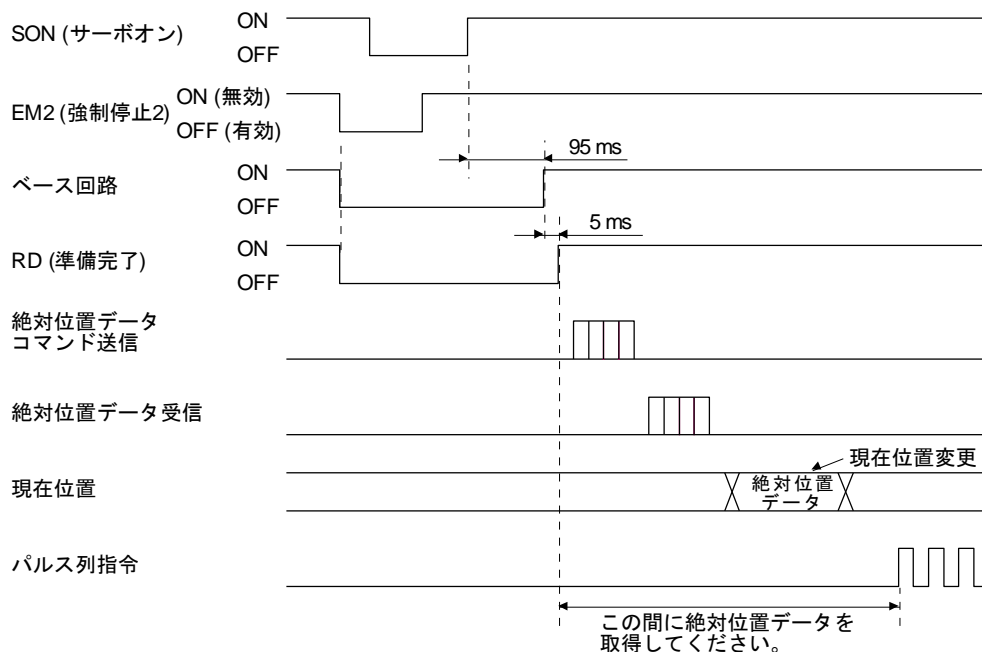 SON (サーボオン)
ON
OFF
EM2 (強制停止2)
ON (無効)
OFF (有効)
95 ms
ベース回路
ON
OFF
5 ms
RD (準備完了)
ON
OFF
絶対位置データ
コマンド送信
絶対位置データ受信
現在位置変更
現在位置
絶対位置
データ
パルス列指令
この間に絶対位置データを
取得してください。